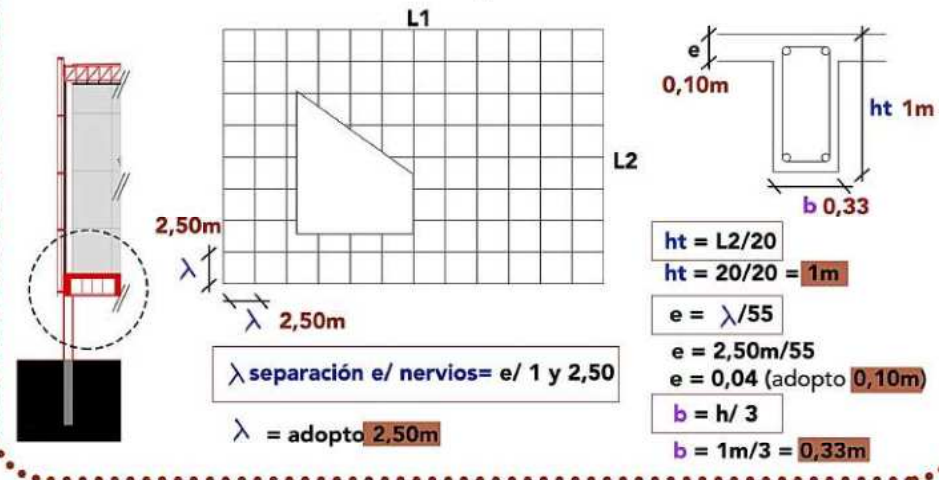 L1
L2
2,50m
λ
λ 2,50m
λ separación e/ nervios= e/ 1 y 2,50
λ = adopto 2,50m
e
0,10m
ht 1m
b 0,33
ht = L2/20
ht = 20/20 = 1m
e = λ/55
e = 2,50m/55
e = 0,04 (adopto 0,10m)
b = h/ 3
b = 1m/3 = 0,33m